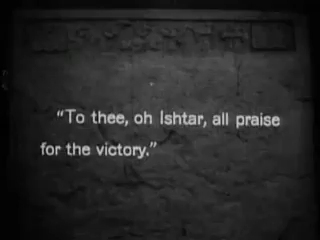 “To thee, oh Ishtar, all praise
for the victory.”